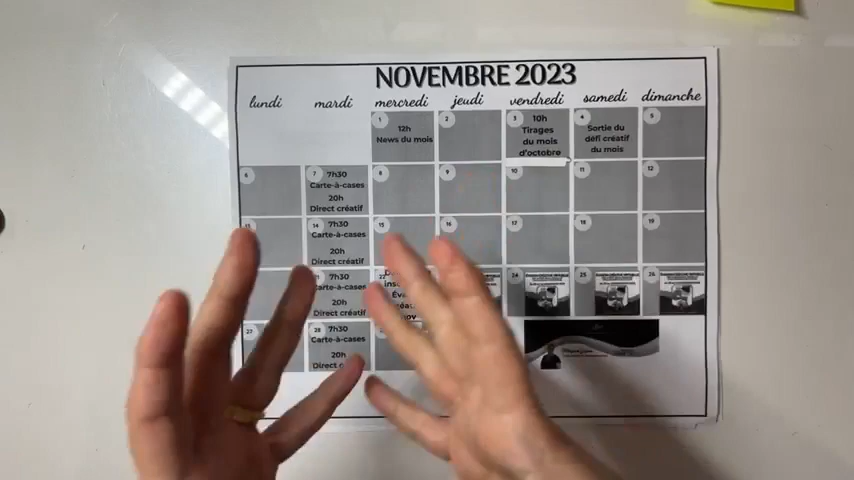 NOVEMBRE 2023
lundi mardi mercredi jeudi vendredi samedi dimanche
1 2 3 4 5
12h
News du mois
10h
Tirages
du mois
d'octobre
Sortie du
défi créatif
du mois
6 7 8 9 10 11 12
7h30
Carte-à-cases
20h
Direct créatif
13 14 15 16 17 18 19
7h30
Carte-à-cases
20h
Direct créatif
22 24 25 26
7h30
Carte-à-cases
20h
Direct créatif
27 28
7h30
Carte-à-cases
20h